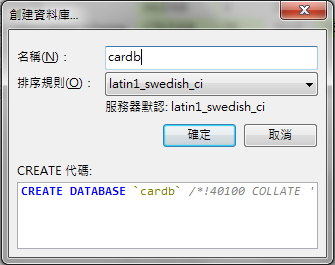 創建資料庫...
名稱(N)：
cardb
排序規則(O)：
latin1_swedish_ci
服務器默認: latin1_swedish_ci
確定
取消
CREATE 代碼:
CREATE DATABASE `cardb` /*!40100 COLLATE '